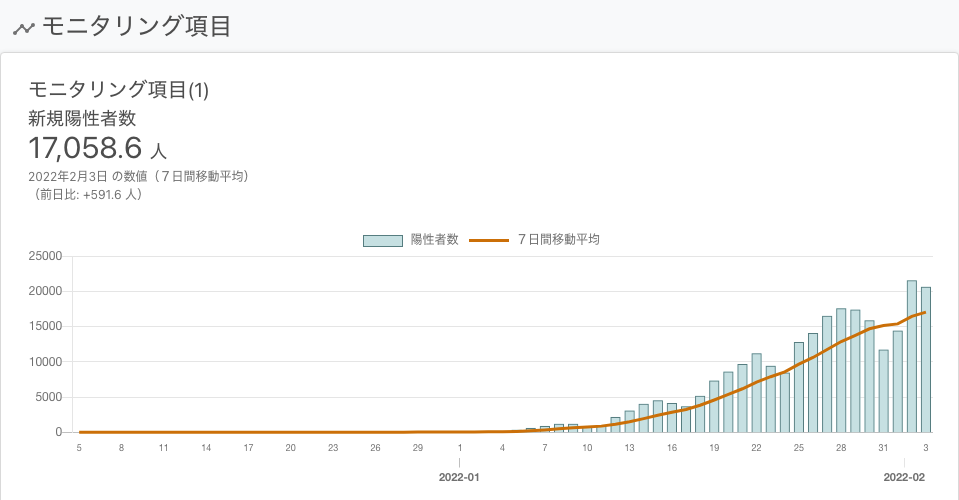 モニタリング項目
モニタリング項目(1)
新規陽性者数
17,058.6 人
2022年2月3日 の数値（７日間移動平均）
（前日比: +591.6 人）
陽性者数 ７日間移動平均
25000
20000
15000
10000
5000
0
5 8 11 14 17 20 23 26 29 1 4 7 10 13 16 19 22 25 28 31 3
2022-01 2022-02